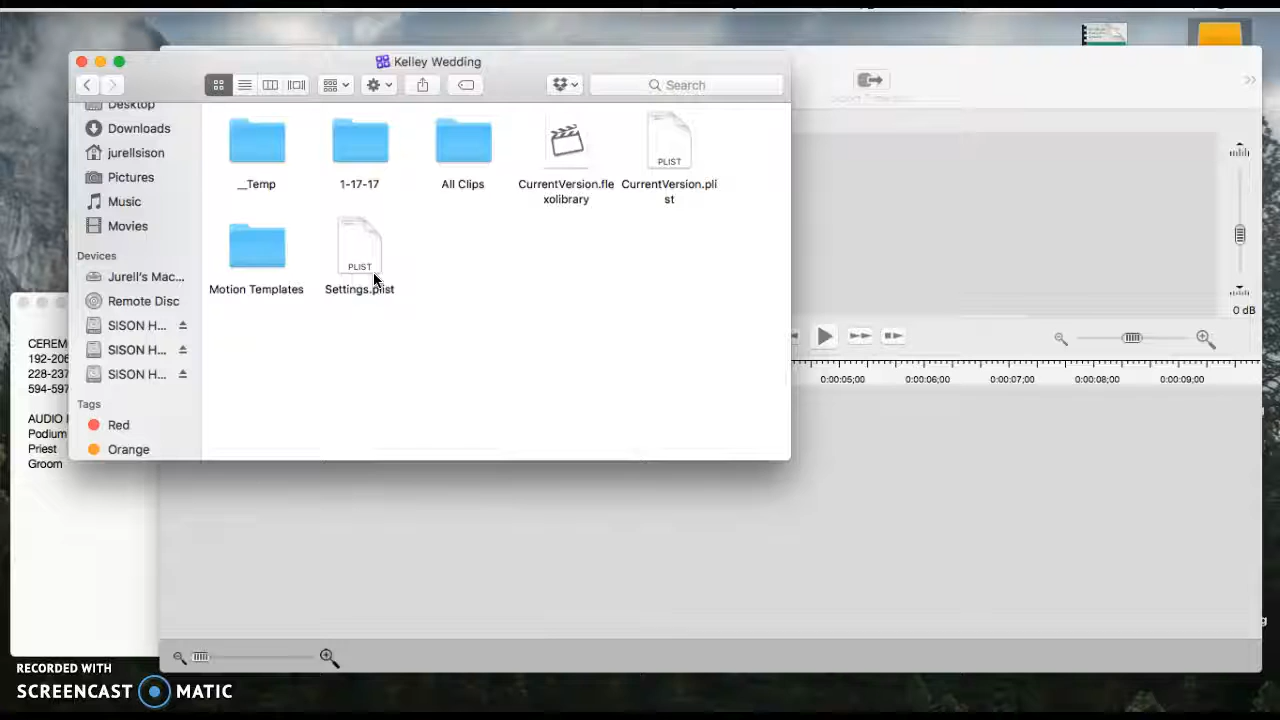 Kelley Wedding
Search
Desktop
Downloads
jurellsison
Pictures
Music
Movies
Devices
Jurell's Mac...
Remote Disc
SISON H...
SISON H...
SISON H...
Tags
Red
Orange
__Temp
1-17-17
All Clips
CurrentVersion.fle
xolibrary
CurrentVersion.pli
st
PLIST
Motion Templates
PLIST
Settings.plist
0 dB
0:00:05;00
0:00:06;00
0:00:07;00
0:00:08;00
0:00:09;00
CEREM
192-206
228-237
594-597
AUDIO
Podium
Priest
Groom
RECORDED WITH
SCREENCAST MATIC